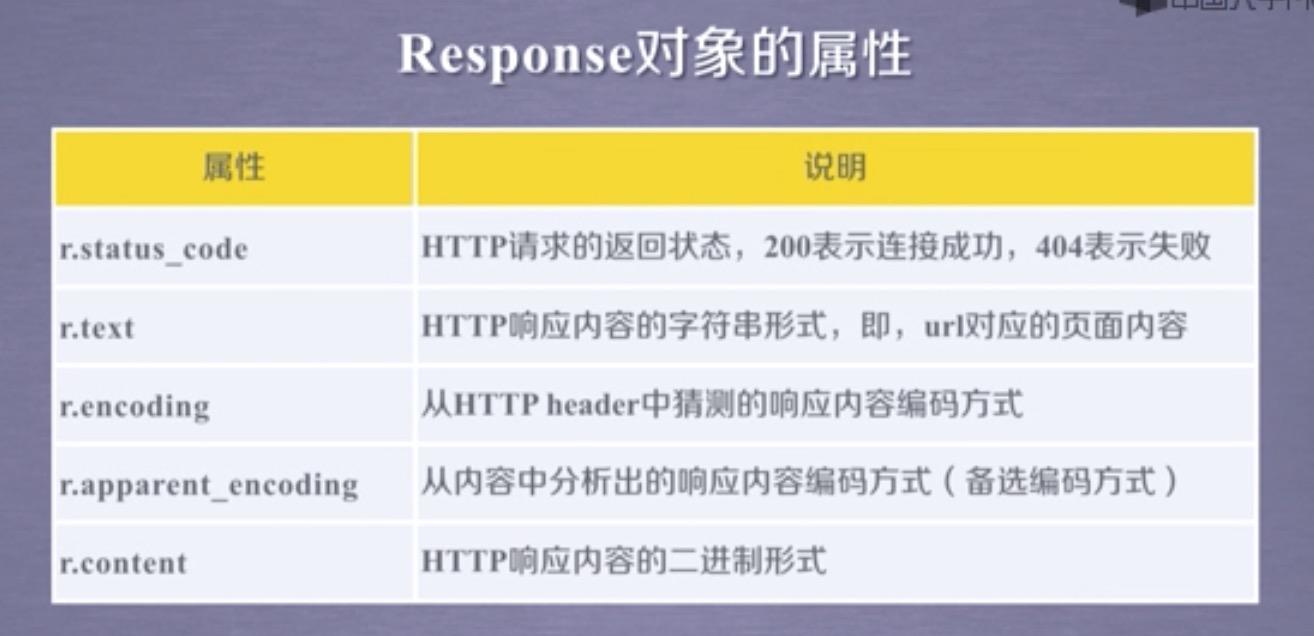 Response对象的属性
属性 说明
r.status_code HTTP请求的返回状态，200表示连接成功，404表示失败
r.text HTTP响应内容的字符串形式，即，url对应的页面内容
r.encoding 从HTTP header中猜测的响应内容编码方式
r.apparent_encoding 从内容中分析出的响应内容编码方式（备选编码方式）
r.content HTTP响应内容的二进制形式